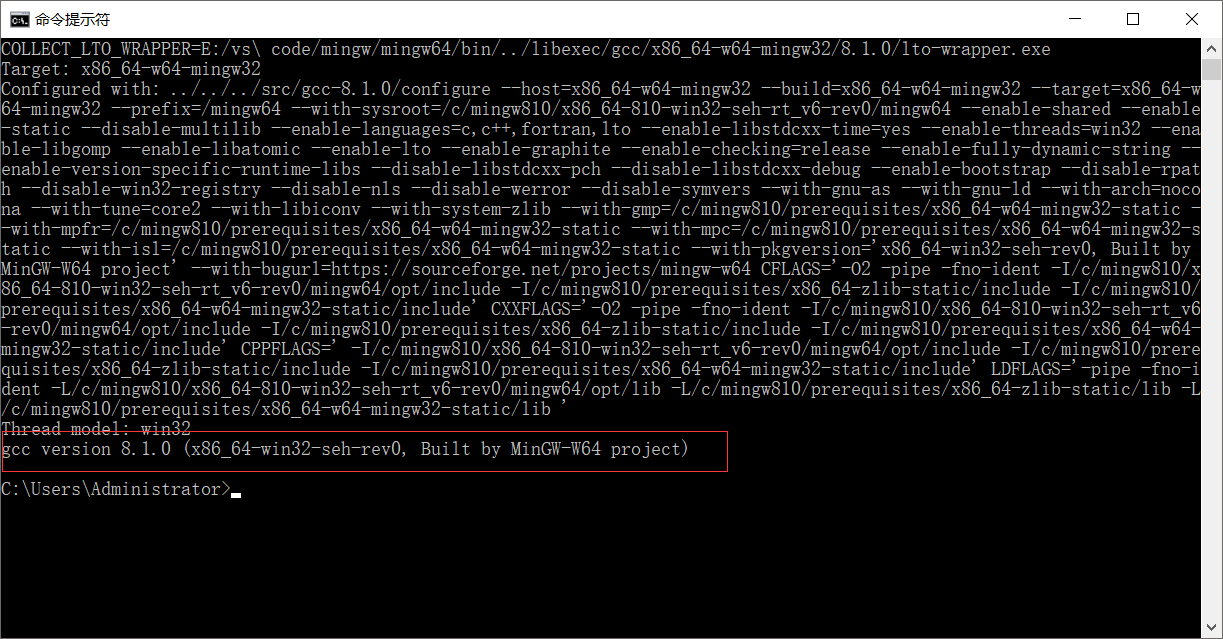 命令提示符
COLLECT_LTO_WRAPPER=E:/vs\ code/mingw/mingw64/bin/../libexec/gcc/x86_64-w64-mingw32/8.1.0/lto-wrapper.exe
Target: x86_64-w64-mingw32
Configured with: ../../../src/gcc-8.1.0/configure --host=x86_64-w64-mingw32 --build=x86_64-w64-mingw32 --target=x86_64-w
64-mingw32 --prefix=/mingw64 --with-sysroot=/c/mingw810/x86_64-810-win32-seh-rt_v6-rev0/mingw64 --enable-shared --enable
-static --disable-multilib --enable-languages=c,c++,fortran,lto --enable-libstdcxx-time=yes --enable-threads=win32 --ena
ble-libgomp --enable-libatomic --enable-lto --enable-graphite --enable-checking=release --enable-fully-dynamic-string --
enable-version-specific-runtime-libs --disable-libstdcxx-pch --disable-libstdcxx-debug --enable-bootstrap --disable-rpat
h --disable-win32-registry --disable-nls --disable-werror --disable-symvers --with-gnu-as --with-gnu-ld --with-arch=noco
na --with-tune=core2 --with-libiconv --with-system-zlib --with-gmp=/c/mingw810/prerequisites/x86_64-w64-mingw32-static -
-with-mpfr=/c/mingw810/prerequisites/x86_64-w64-mingw32-static --with-mpc=/c/mingw810/prerequisites/x86_64-w64-mingw32-s
tatic --with-isl=/c/mingw810/prerequisites/x86_64-w64-mingw32-static --with-pkgversion='x86_64-win32-seh-rev0, Built by
MinGW-W64 project' --with-bugurl=https://sourceforge.net/projects/mingw-w64 CFLAGS='-O2 -pipe -fno-ident -I/c/mingw810/x
86_64-810-win32-seh-rt_v6-rev0/mingw64/opt/include -I/c/mingw810/prerequisites/x86_64-zlib-static/include -I/c/mingw810/
prerequisites/x86_64-w64-mingw32-static/include' CXXFLAGS='-O2 -pipe -fno-ident -I/c/mingw810/x86_64-810-win32-seh-rt_v6
-rev0/mingw64/opt/include -I/c/mingw810/prerequisites/x86_64-zlib-static/include -I/c/mingw810/prerequisites/x86_64-w64-
mingw32-static/include' CPPFLAGS=' -I/c/mingw810/x86_64-810-win32-seh-rt_v6-rev0/mingw64/opt/include -I/c/mingw810/prere
quisites/x86_64-zlib-static/include -I/c/mingw810/prerequisites/x86_64-w64-mingw32-static/include' LDFLAGS='-pipe -fno-i
dent -L/c/mingw810/x86_64-810-win32-seh-rt_v6-rev0/mingw64/opt/lib -L/c/mingw810/prerequisites/x86_64-zlib-static/lib -L
/c/mingw810/prerequisites/x86_64-w64-mingw32-static/lib '
Thread model: win32
gcc version 8.1.0 (x86_64-win32-seh-rev0, Built by MinGW-W64 project)
C:\Users\Administrator>